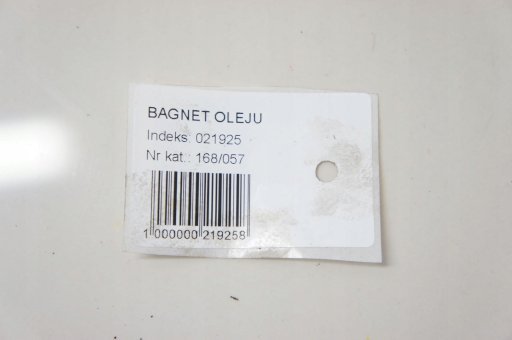 BAGNET OLEJU
Indeks: 021925
Nr kat.: 168/057
1 000000 219258